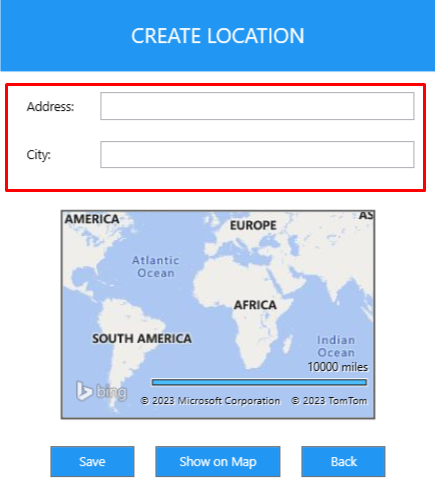 CREATE LOCATION
Address:
City:
AMERICA
EUROPE
AS
Atlantic
Ocean
AFRICA
SOUTH AMERICA
Indian
Ocean
10000 miles
bing
© 2023 Microsoft Corporation © 2023 TomTom
Save
Show on Map
Back